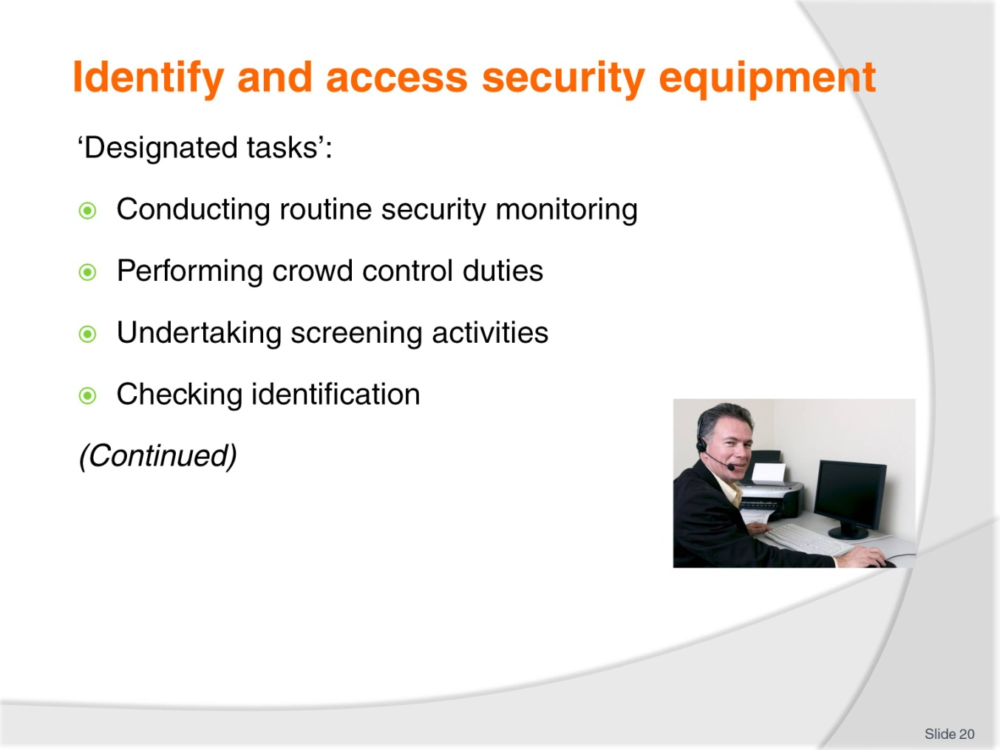 Identify and access security equipment
‘Designated tasks’:
Conducting routine security monitoring
Performing crowd control duties
Undertaking screening activities
Checking identification
(Continued)
Slide 20